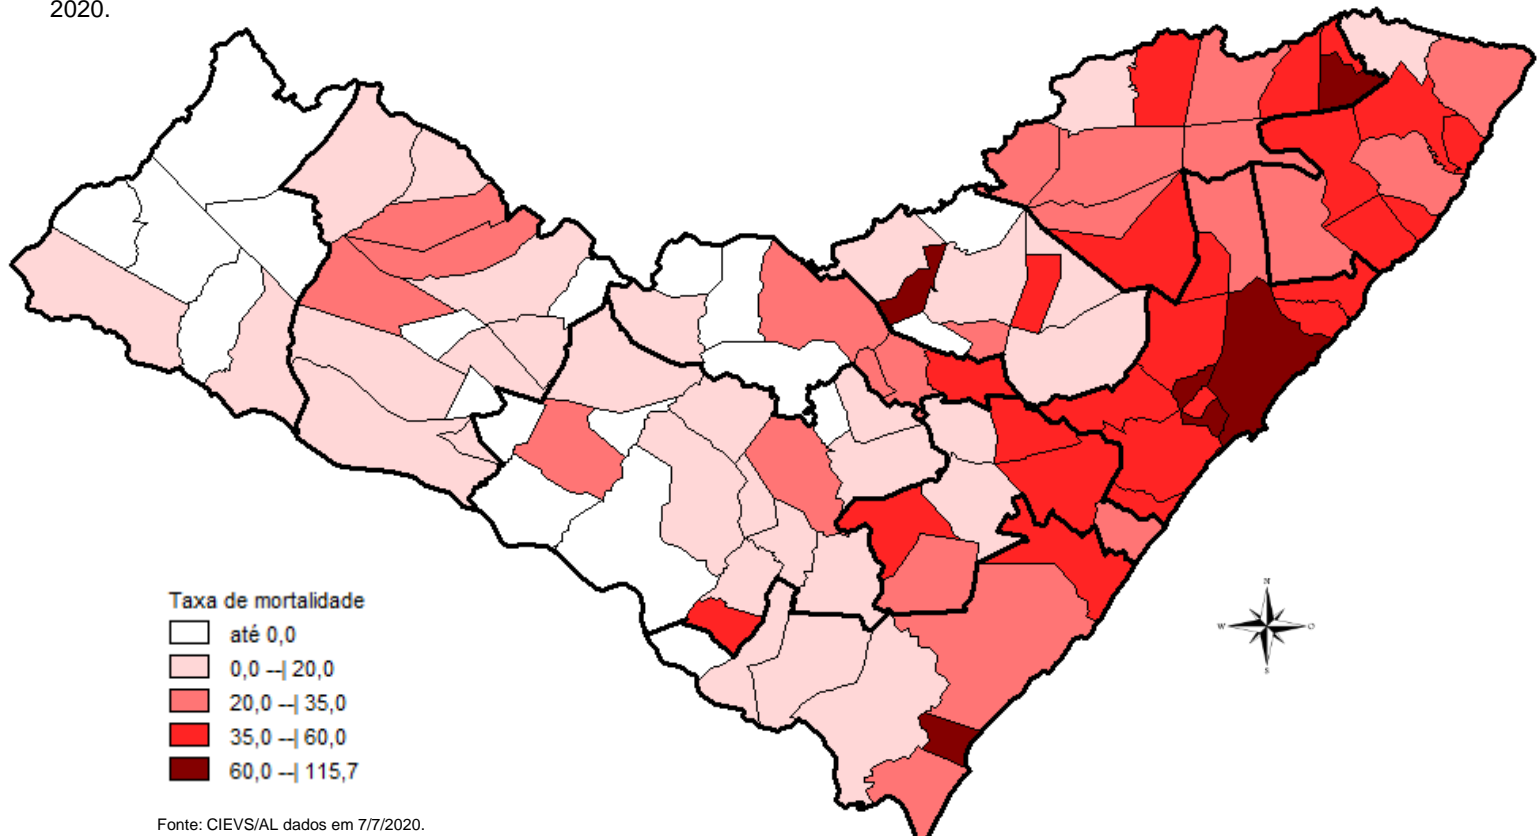 2020.
N
W
O
S
Taxa de mortalidade
até 0,0
0,0 --| 20,0
20,0 --| 35,0
35,0 --| 60,0
60,0 --| 115,7
Fonte: CIEVS/AL dados em 7/7/2020.